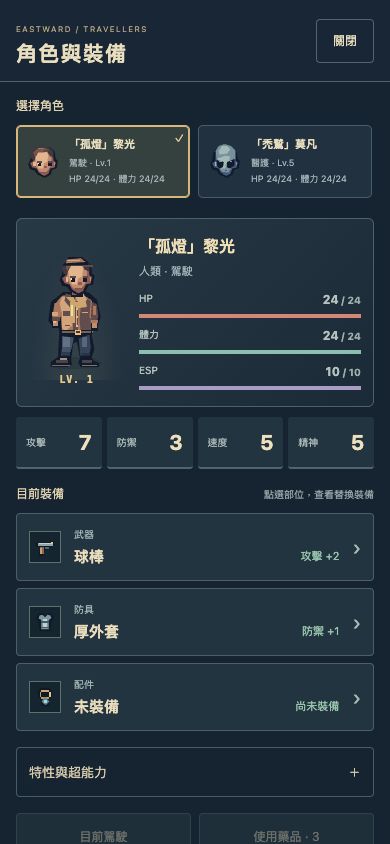 EASTWARD / TRAVELLERS
角色與裝備
關閉
選擇角色
「孤燈」黎光
駕駛 · Lv.1
HP 24/24 · 體力 24/24
「禿鷲」莫凡
醫護 · Lv.5
HP 24/24 · 體力 24/24
「孤燈」黎光
人類 · 駕駛
HP 24 / 24
體力 24 / 24
ESP 10 / 10
LV. 1
攻擊 7
防禦 3
速度 5
精神 5
目前裝備
點選部位，查看替換裝備
武器
球棒
攻擊 +2
防具
厚外套
防禦 +1
配件
未裝備
尚未裝備
特性與超能力
目前駕駛
使用藥品 · 3